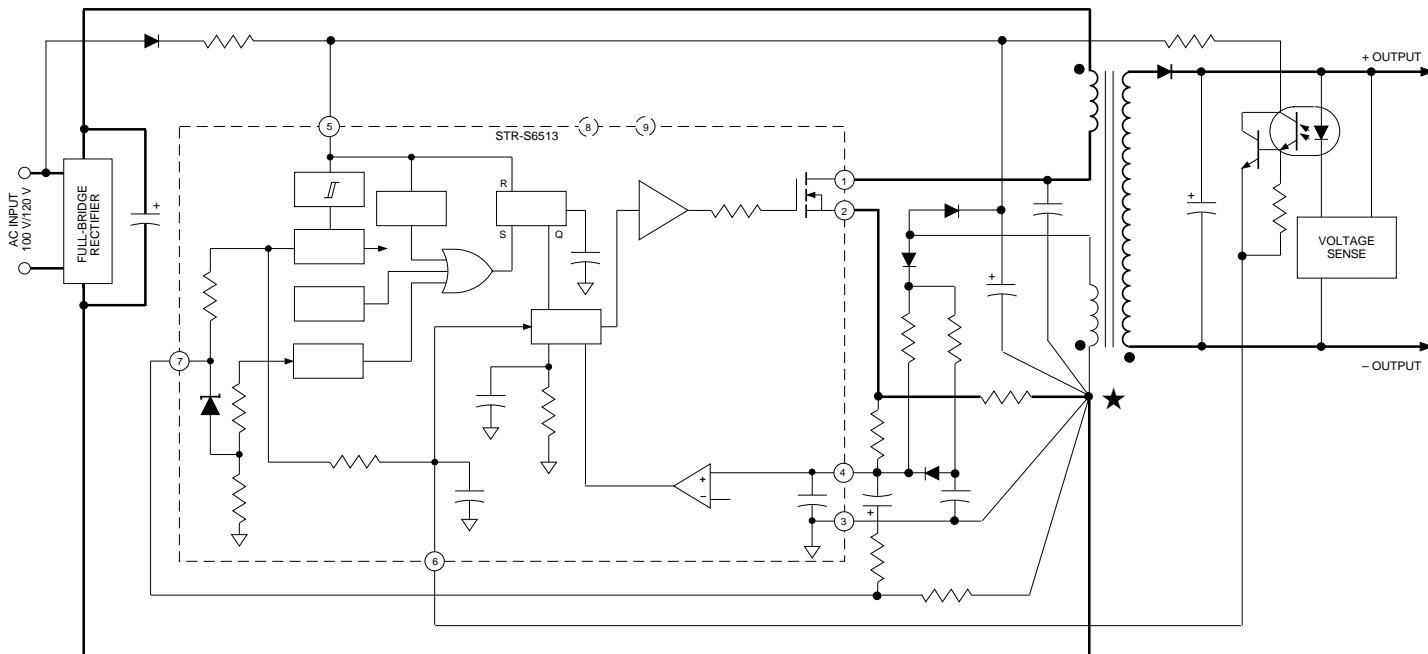 + OUTPUT
5
STR-S6513
8
9
AC INPUT
100 V/120 V
FULL-BRIDGE
RECTIFIER
+
R
S
Q
1
2
+
+
VOLTAGE
SENSE
7
– OUTPUT
4
+
–
3
+
6